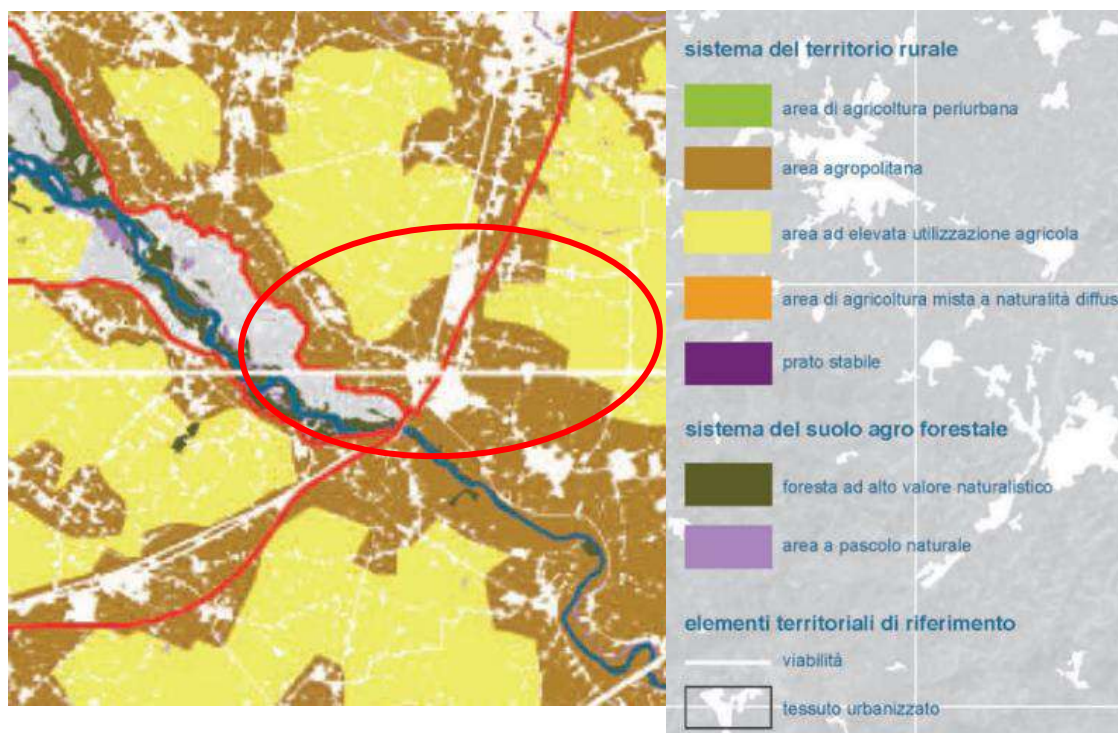 sistema del territorio rurale
area di agricoltura periurbana
area agropolitana
area ad elevata utilizzazione agricola
area di agricoltura mista a naturalità diffus
prato stabile
sistema del suolo agro forestale
foresta ad alto valore naturalistico
area a pascolo naturale
elementi territoriali di riferimento
viabilità
tessuto urbanizzato